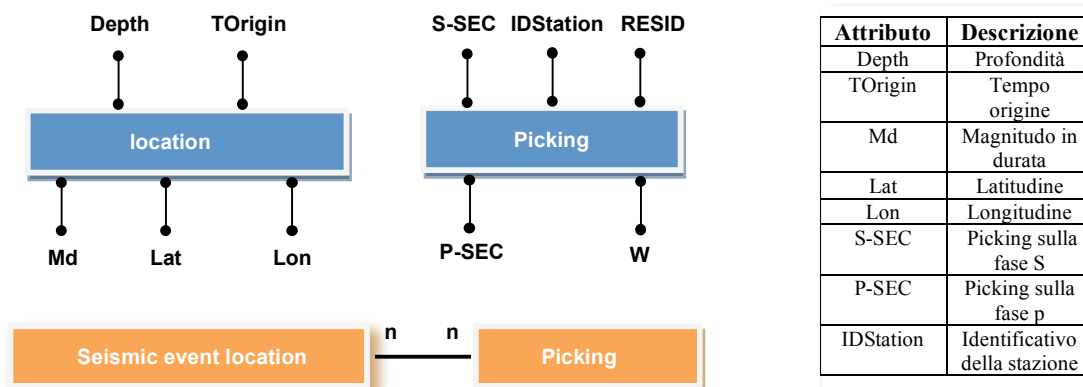 Depth TOrigin
location
Md Lat Lon
S-SEC IDStation RESID
Picking
P-SEC W
Seismic event location n n Picking
Attributo Descrizione
Depth Profondità
TOrigin Tempo
origine
Md Magnitudo in
durata
Lat Latitudine
Lon Longitudine
S-SEC Picking sulla
fase S
P-SEC Picking sulla
fase p
IDStation Identificativo
della stazione